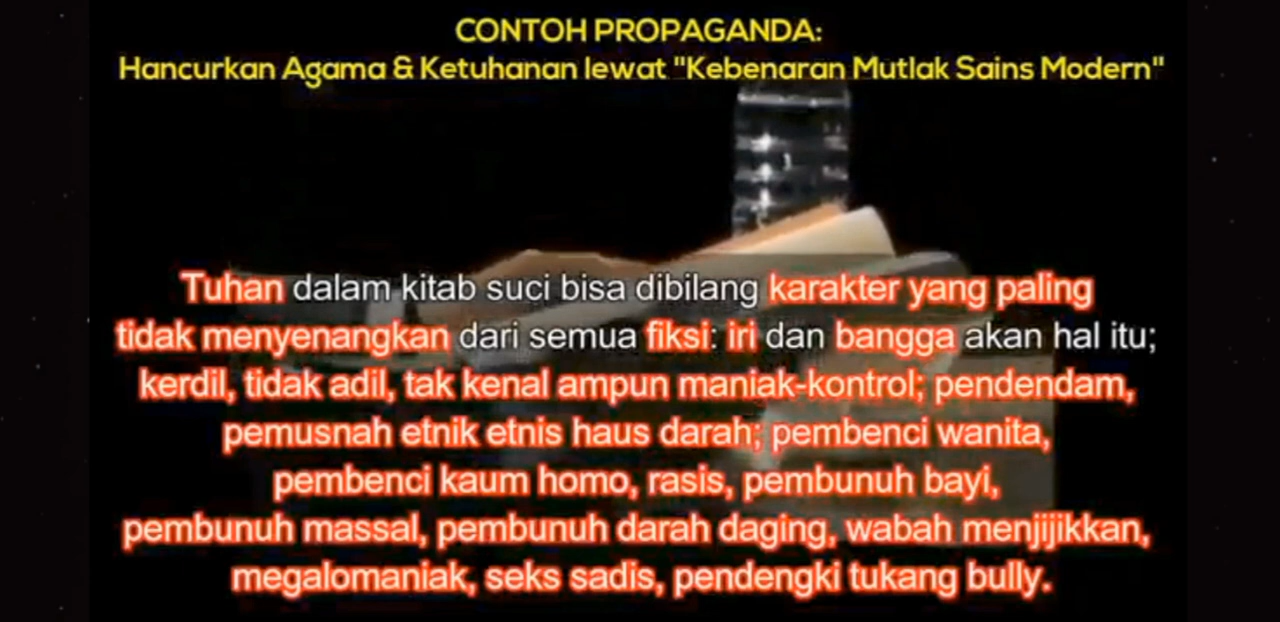 CONTOH PROPAGANDA:
Hancurkan Agama & Ketuhanan lewat "Kebenaran Mutlak Sains Modern"
Tuhan dalam kitab suci bisa dibilang karakter yang paling
tidak menyenangkan dari semua fiksi: iri dan bangga akan hal itu;
kerdil, tidak adil, tak kenal ampun maniak-kontrol; pendendam,
pemusnah etnik etnis haus darah; pembenci wanita,
pembenci kaum homo, rasis, pembunuh bayi,
pembunuh massal, pembunuh darah daging, wabah menjijikkan,
megalomaniak, seks sadis, pendengki tukang bully.